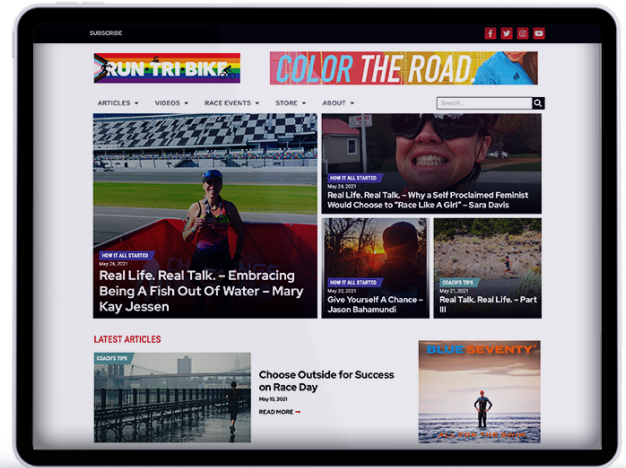 SUBSCRIBE
RUN TRI BIKE
COLOR THE ROAD.
ARTICLES VIDEOS RACE EVENTS STORE ABOUT
Search...
HOW IT ALL STARTED
May 26, 2021
Real Life. Real Talk. – Embracing
Being A Fish Out Of Water – Mary
Kay Jessen
HOW IT ALL STARTED
May 24, 2021
Real Life. Real Talk. – Why a Self Proclaimed Feminist
Would Choose to “Race Like A Girl” – Sara Davis
HOW IT ALL STARTED
May 22, 2021
Give Yourself A Chance –
Jason Bahamundi
COACH'S TIPS
May 21, 2021
Real Talk. Real Life. – Part
III
LATEST ARTICLES
COACH'S TIPS
Choose Outside for Success
on Race Day
May 10, 2021
READ MORE
BLUESEVENTY